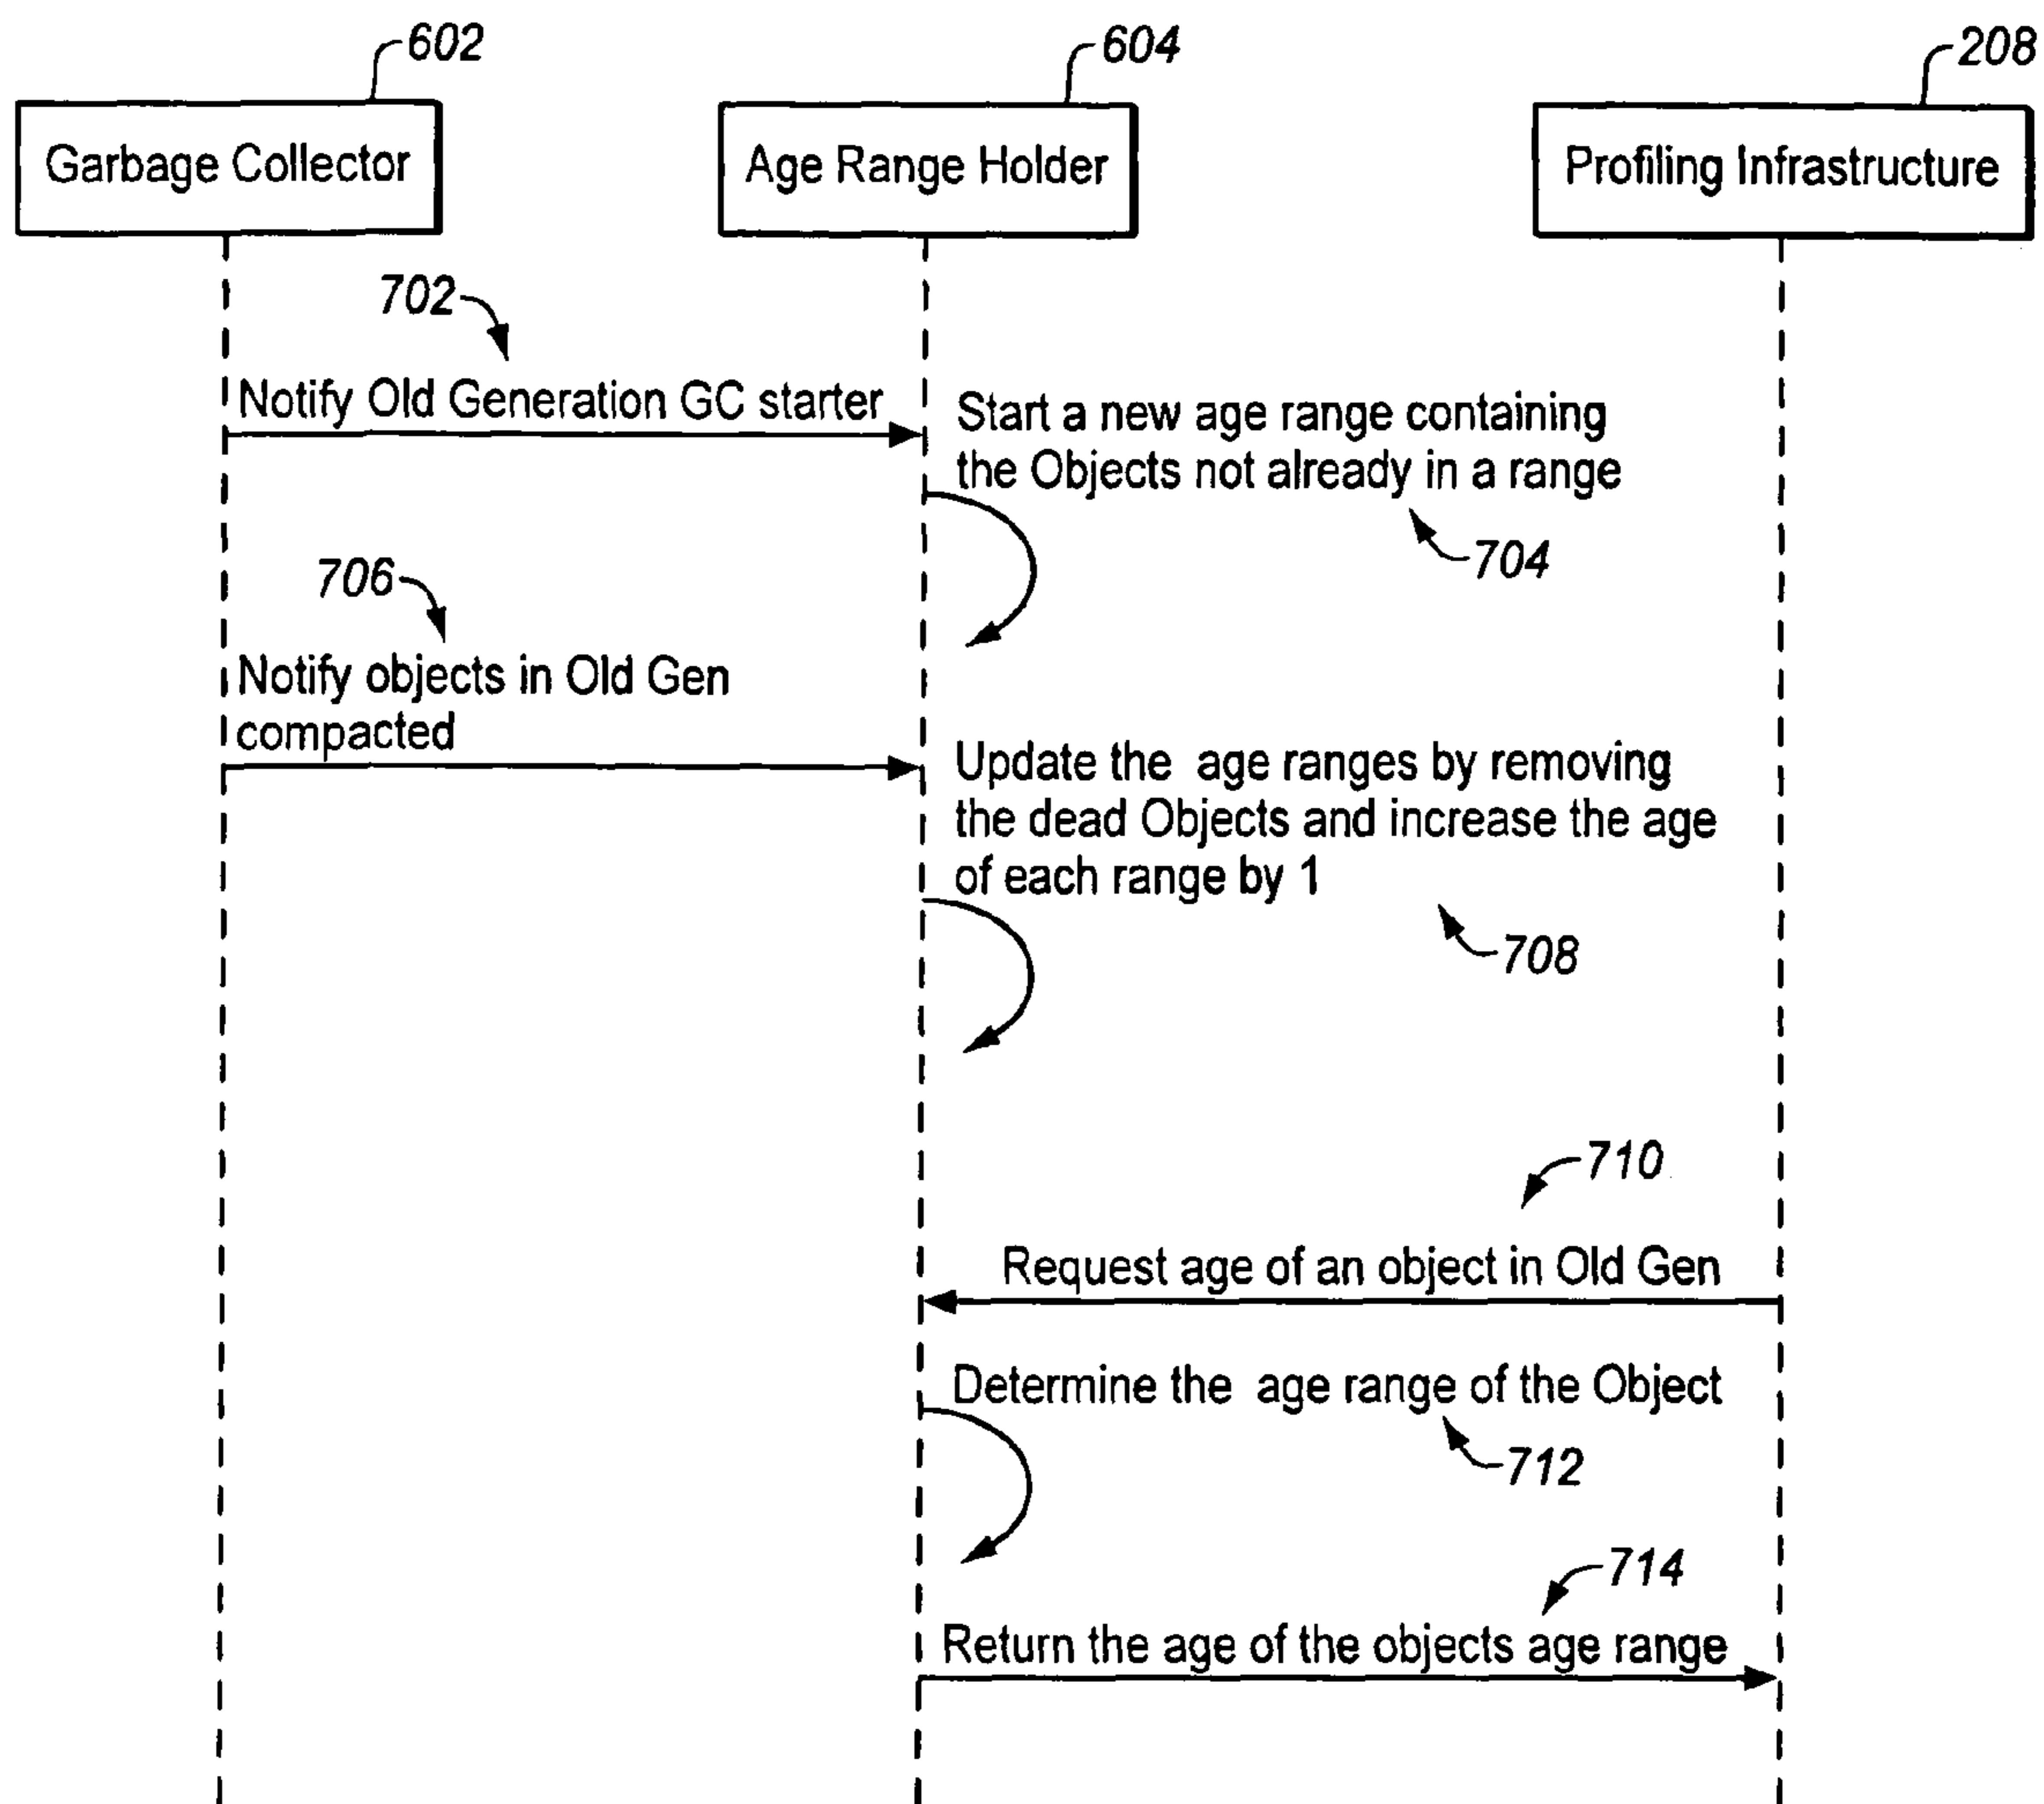 602
604
208
Garbage Collector
Age Range Holder
Profiling Infrastructure
702
Notify Old Generation GC starter
Start a new age range containing
the Objects not already in a range
704
706
Notify objects in Old Gen
compacted
Update the age ranges by removing
the dead Objects and increase the age
of each range by 1
708
710
Request age of an object in Old Gen
Determine the age range of the Object
712
714
Return the age of the objects age range